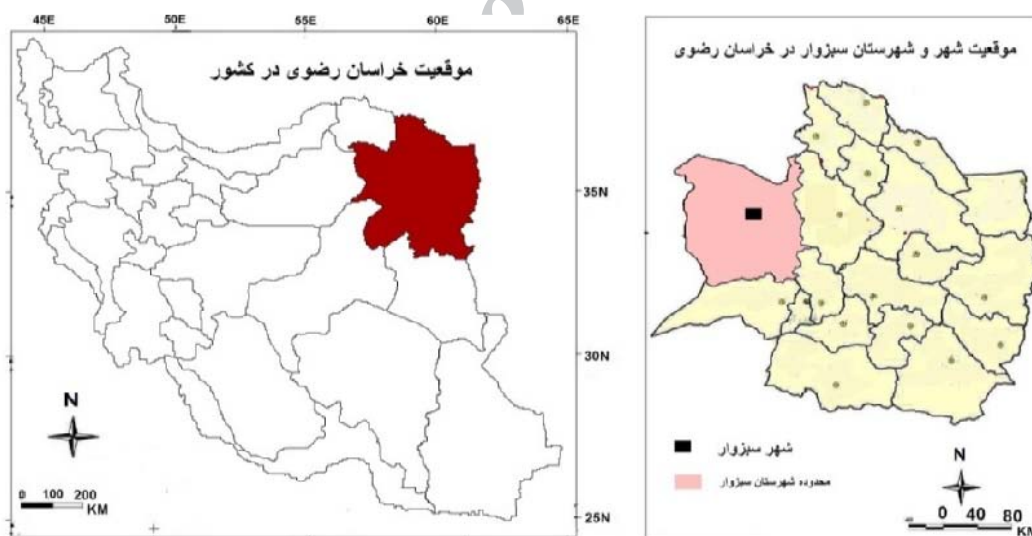 45E 50E 55E 60E 65E
موقعیت خراسان رضوی در کشور
35N
30N
25N
N
0 100 200
KM
موقعیت شهر و شهرستان سبزوار در خراسان رضوی
شهر سبزوار
محدوده شهرستان سبزوار
N
0 40 80
KM